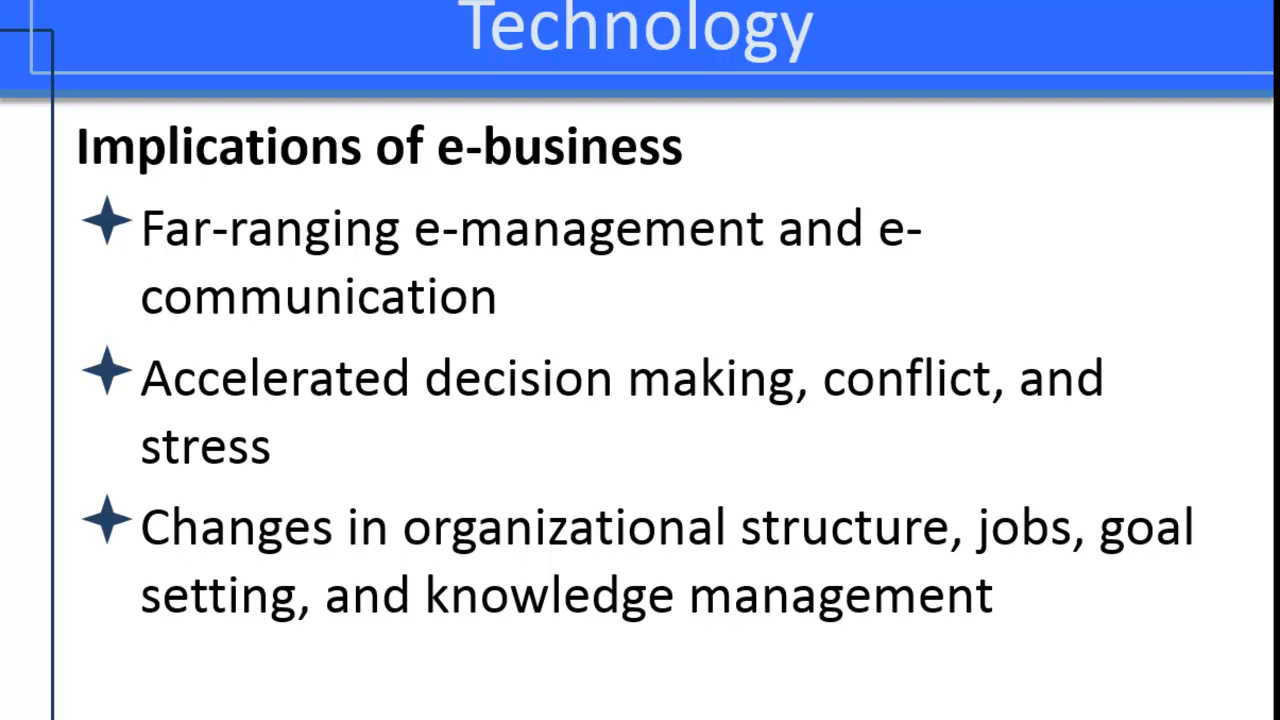 Technology
Implications of e-business
Far-ranging e-management and e-
communication
Accelerated decision making, conflict, and
stress
Changes in organizational structure, jobs, goal
setting, and knowledge management